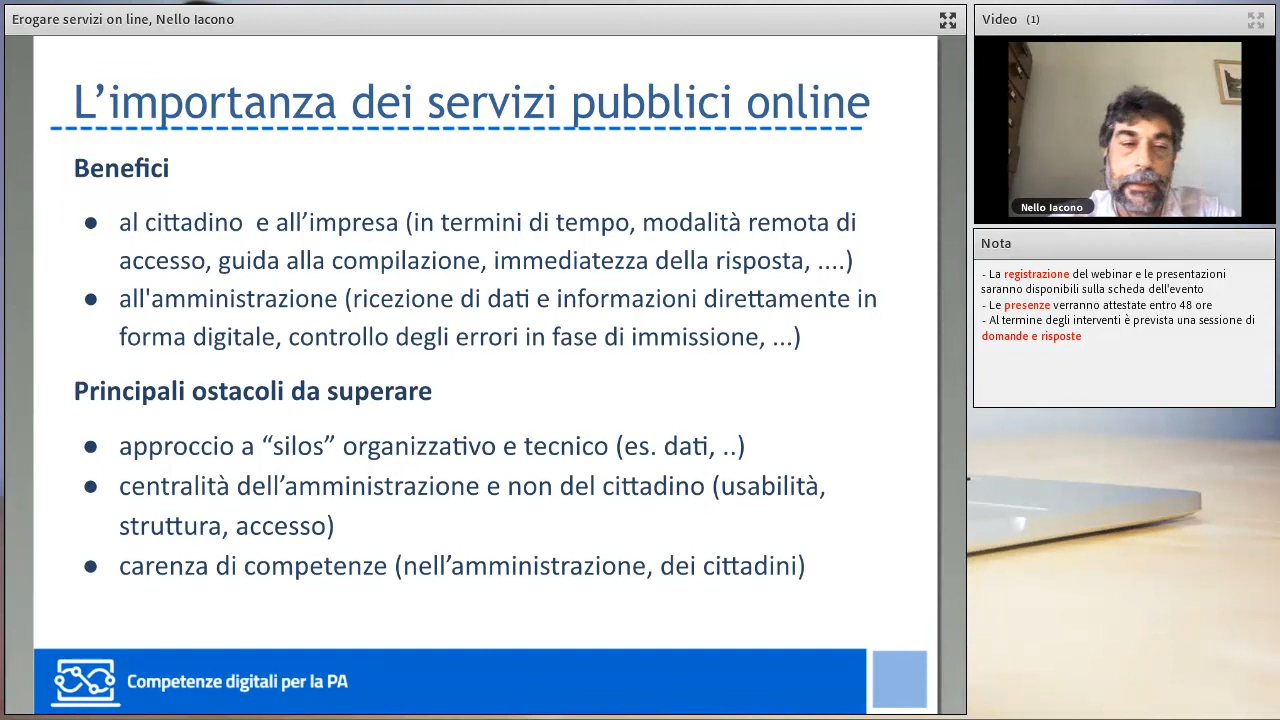 Erogare servizi on line, Nello Iacono
L’importanza dei servizi pubblici online
Benefici
● al cittadino e all’impresa (in termini di tempo, modalità remota di
accesso, guida alla compilazione, immediatezza della risposta, ....)
● all'amministrazione (ricezione di dati e informazioni direttamente in
forma digitale, controllo degli errori in fase di immissione, ...)
Principali ostacoli da superare
● approccio a “silos” organizzativo e tecnico (es. dati, ..)
● centralità dell’amministrazione e non del cittadino (usabilità,
struttura, accesso)
● carenza di competenze (nell’amministrazione, dei cittadini)
Competenze digitali per la PA
Video (1)
Nello Iacono
Nota
- La registrazione del webinar e le presentazioni
saranno disponibili sulla scheda dell'evento
- Le presenze verranno attestate entro 48 ore
- Al termine degli interventi è prevista una sessione di
domande e risposte